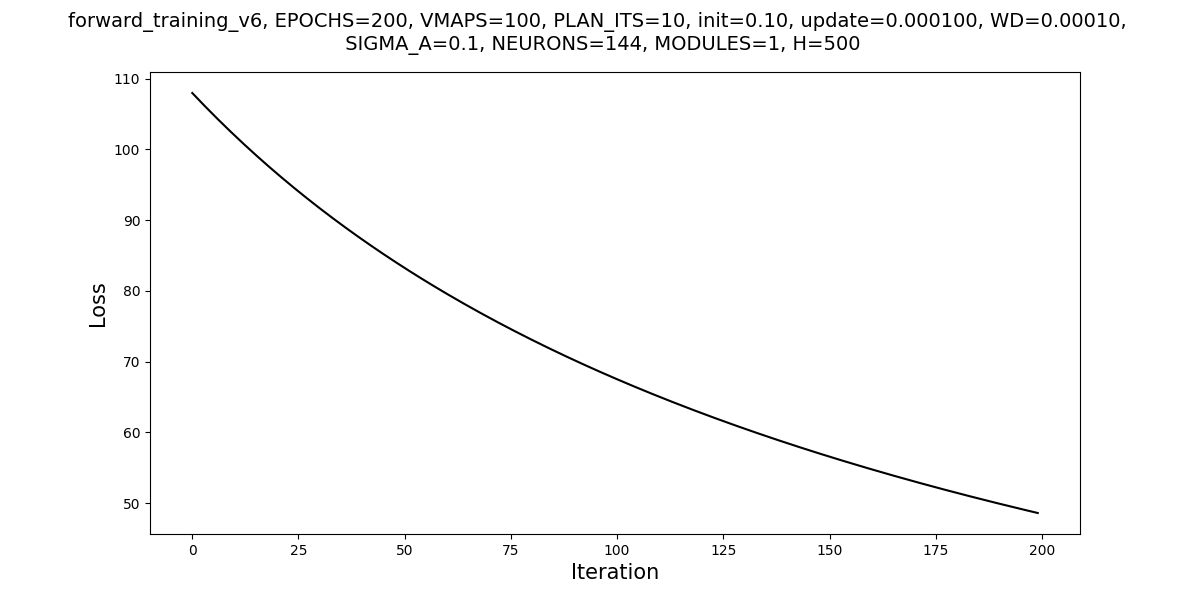 forward_training_v6, EPOCHS=200, VMAPS=100, PLAN_ITS=10, init=0.10, update=0.000100, WD=0.00010,
SIGMA_A=0.1, NEURONS=144, MODULES=1, H=500
110
100
90
80
70
60
50
Loss
0 25 50 75 100 125 150 175 200
Iteration